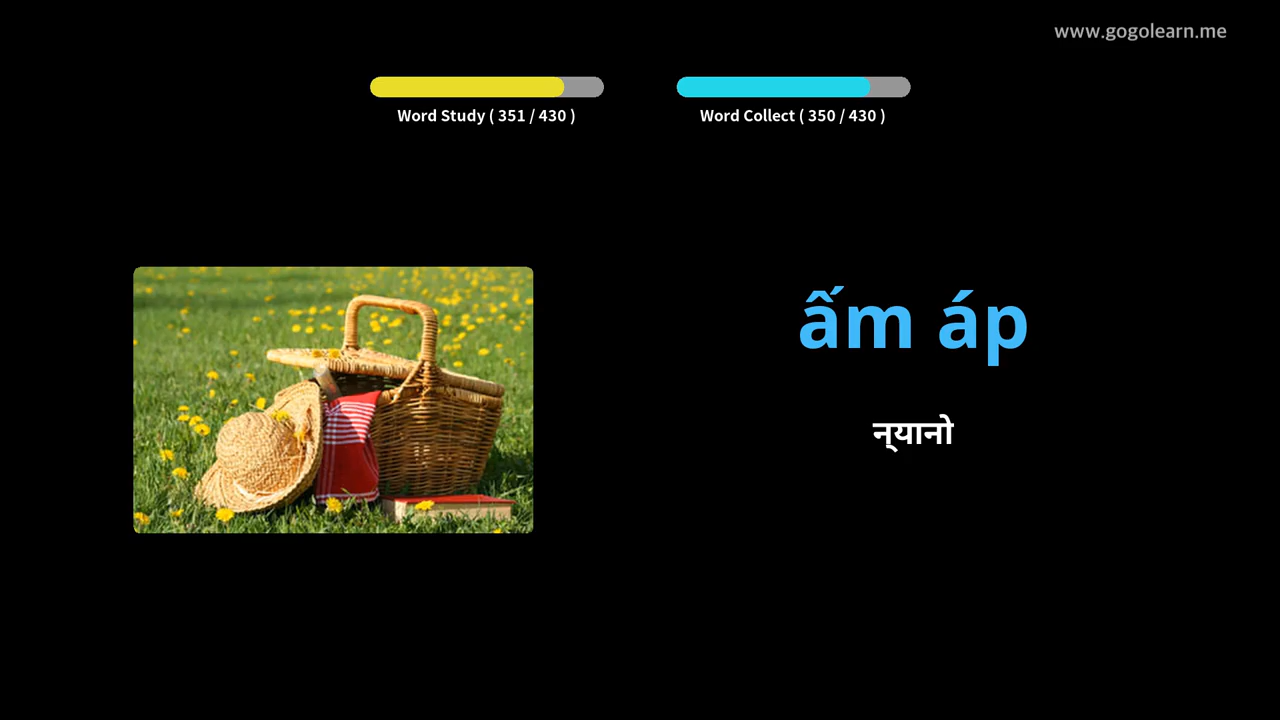 www.gogolearn.me
Word Study ( 351 / 430 )
Word Collect ( 350 / 430 )
ấm áp
न्‌यानो